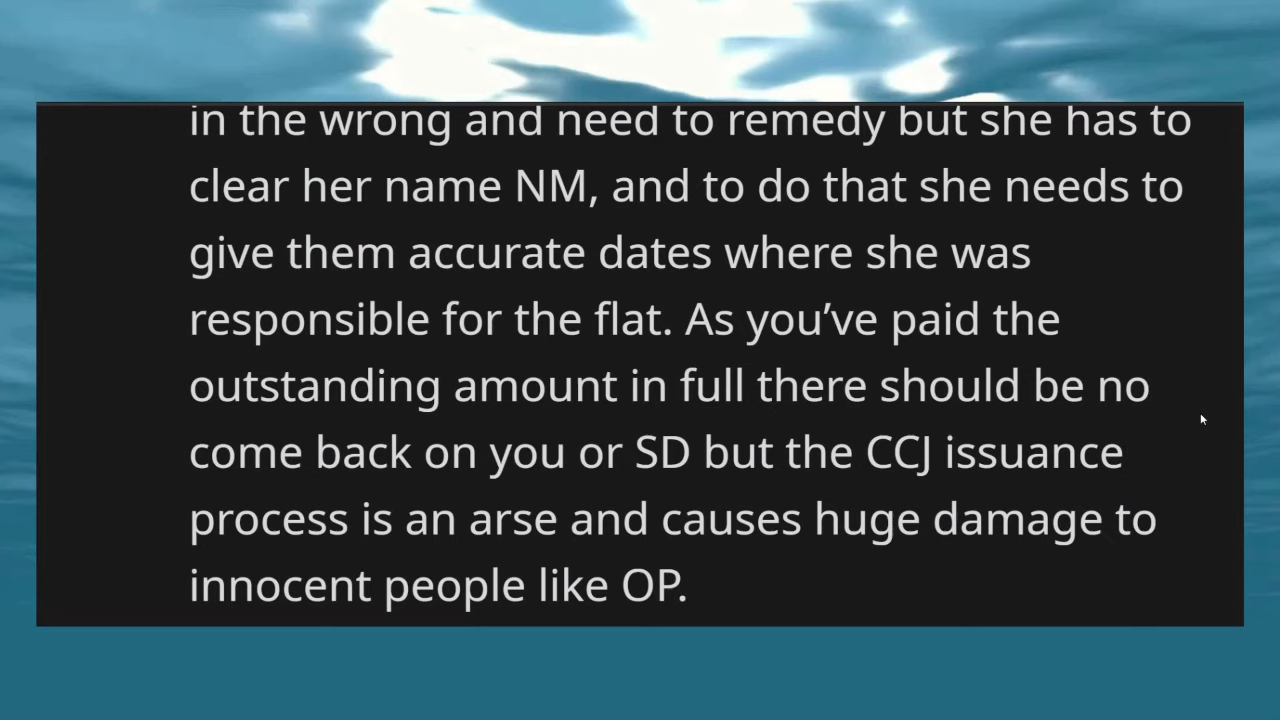 in the wrong and need to remedy but she has to
clear her name NM, and to do that she needs to
give them accurate dates where she was
responsible for the flat. As you’ve paid the
outstanding amount in full there should be no
come back on you or SD but the CCJ issuance
process is an arse and causes huge damage to
innocent people like OP.